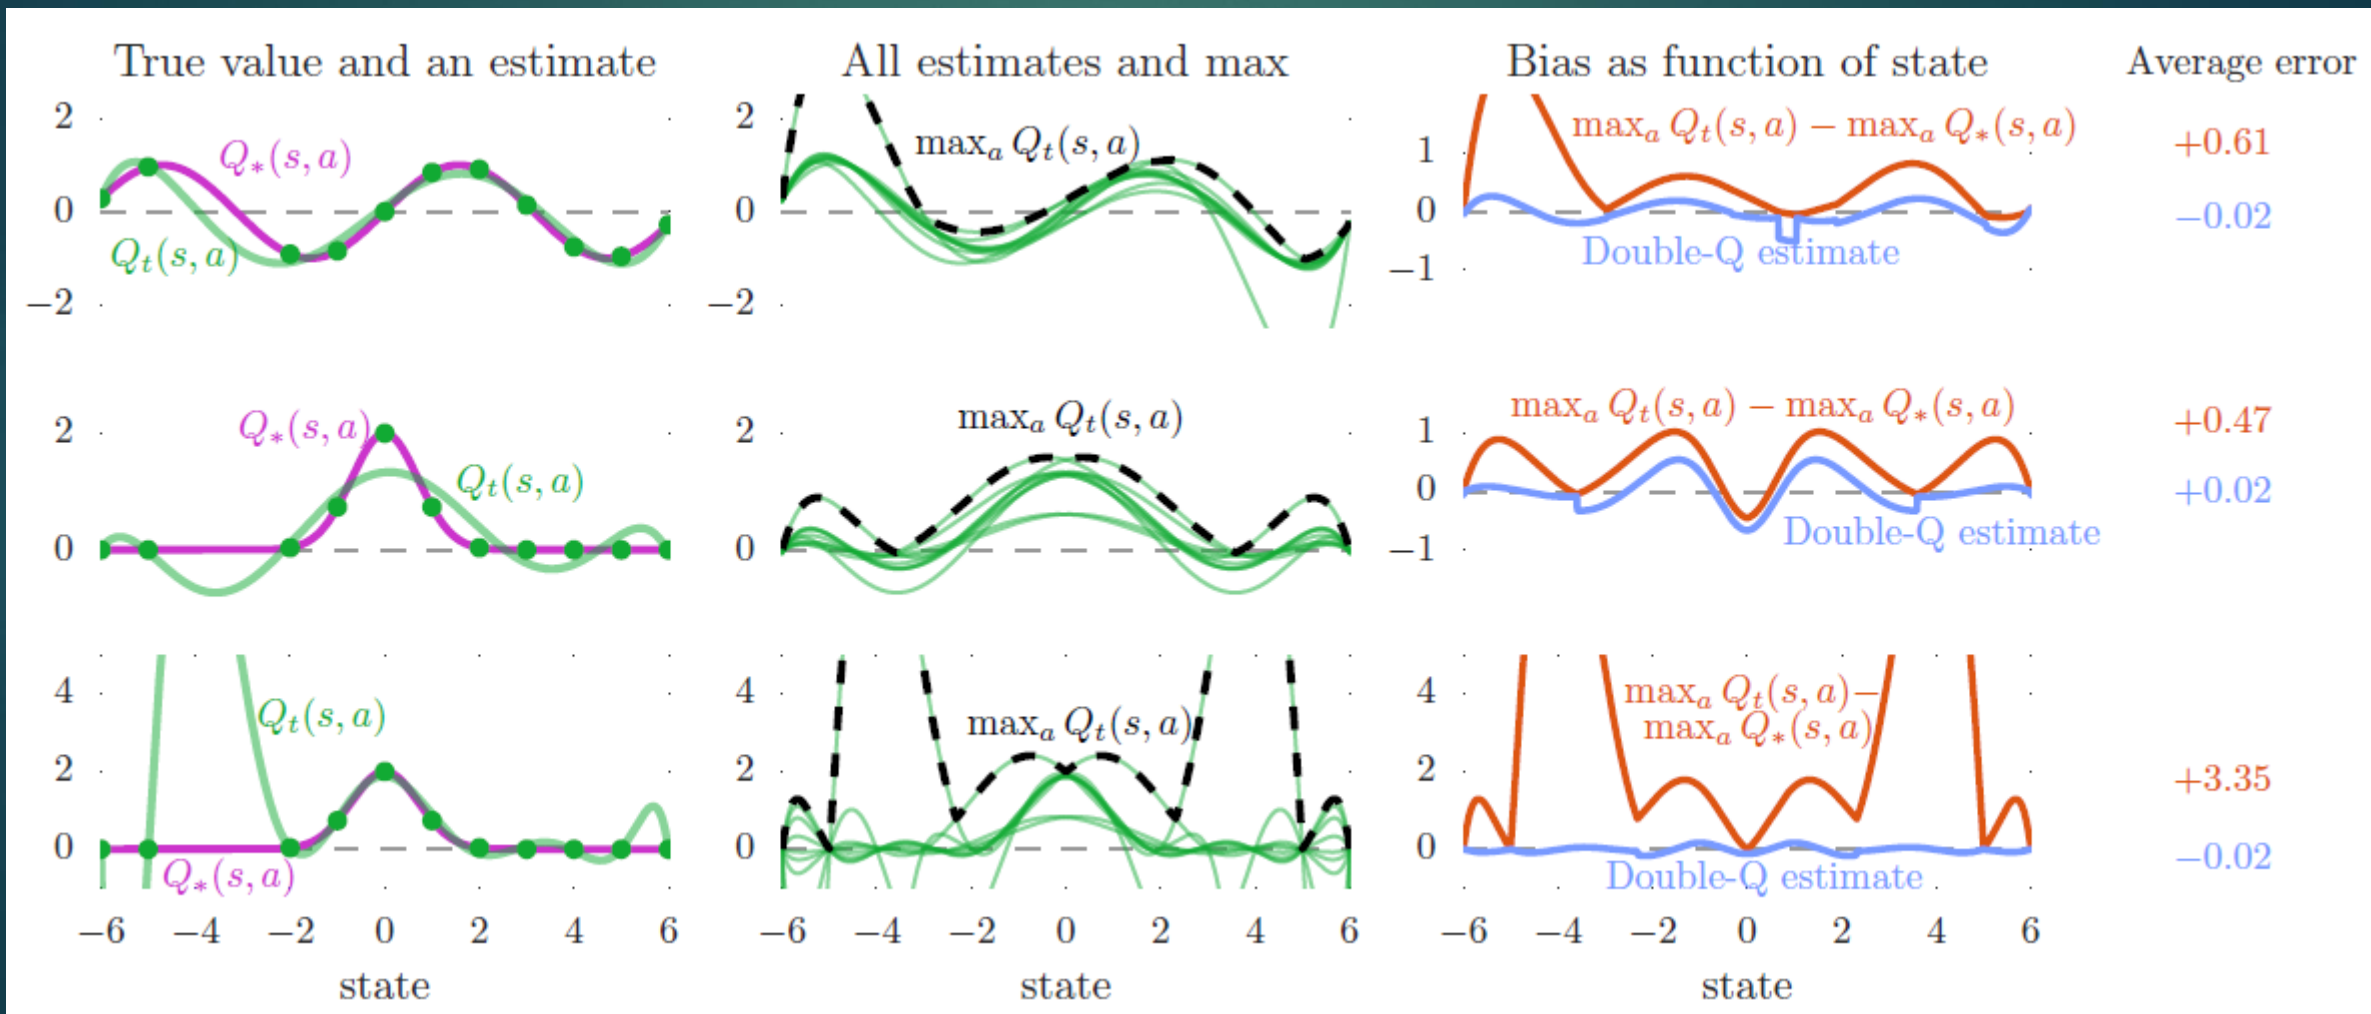 True value and an estimate
All estimates and max
Bias as function of state
Average error
2
0
−2
Q∗(s, a)
Qt(s, a)
2
0
−2
maxa Qt(s, a)
1
0
−1
maxa Qt(s, a) − maxa Q∗(s, a)
Double-Q estimate
+0.61
−0.02
2
0
Q∗(s, a)
Qt(s, a)
2
0
maxa Qt(s, a)
1
0
−1
maxa Qt(s, a) − maxa Q∗(s, a)
Double-Q estimate
+0.47
+0.02
4
2
0
Qt(s, a)
Q∗(s, a)
4
2
0
maxa Qt(s, a)
4
2
0
maxa Qt(s, a)−
maxa Q∗(s, a)
Double-Q estimate
+3.35
−0.02
−6 −4 −2 0 2 4 6
−6 −4 −2 0 2 4 6
−6 −4 −2 0 2 4 6
state
state
state